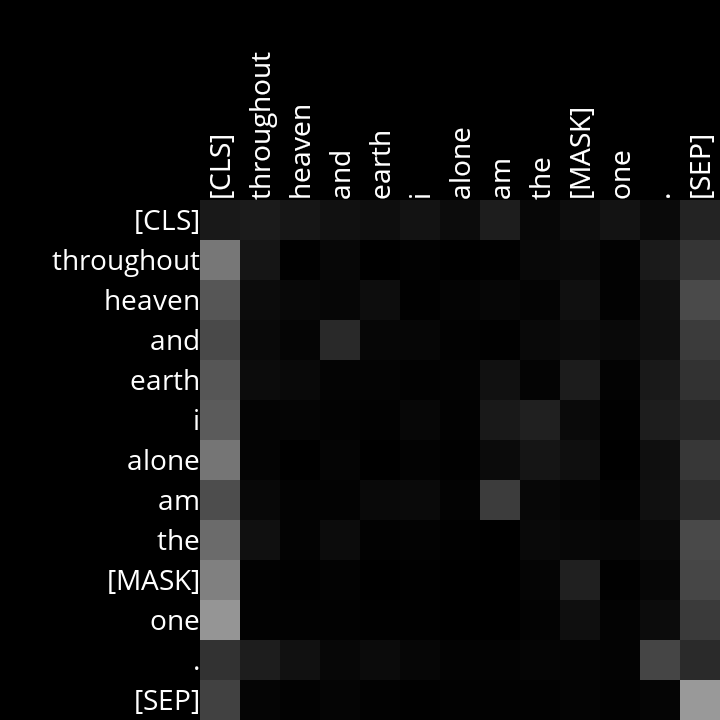 [CLS] throughout heaven and earth i alone am the [MASK] one . [SEP]
[CLS]
throughout
heaven
and
earth
i
alone
am
the
[MASK]
one
.
[SEP]